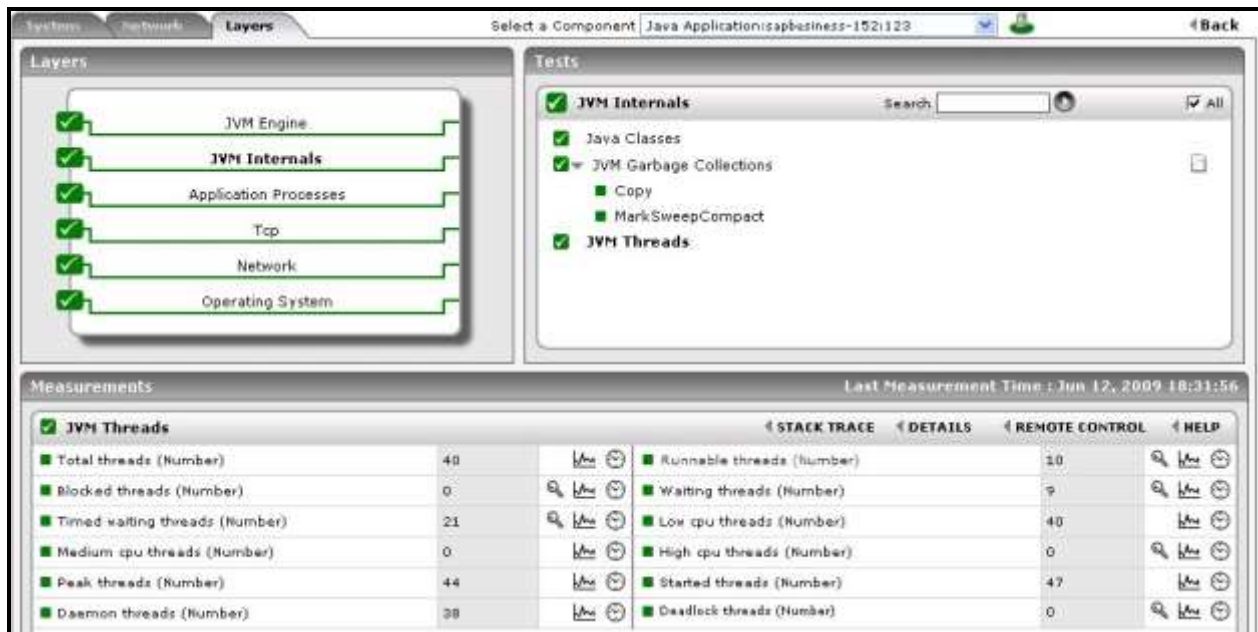 System Network Layers Select a Component Java Application:sapbusiness-152:123 Back
Layers
JVM Engine
JVM Internals
Application Processes
Tcp
Network
Operating System
Tests
JVM Internals Search All
Java Classes
JVM Garbage Collections
Copy
MarkSweepCompact
JVM Threads
Measurements Last Measurement Time : Jun 12, 2009 18:31:56
JVM Threads STACK TRACE DETAILS REMOTE CONTROL HELP
Total threads (Number) 40 Runnable threads (Number) 10
Blocked threads (Number) 0 Waiting threads (Number) 9
Timed waiting threads (Number) 21 Low cpu threads (Number) 40
Medium cpu threads (Number) 0 High cpu threads (Number) 0
Peak threads (Number) 44 Started threads (Number) 47
Daemon threads (Number) 38 Deadlock threads (Number) 0